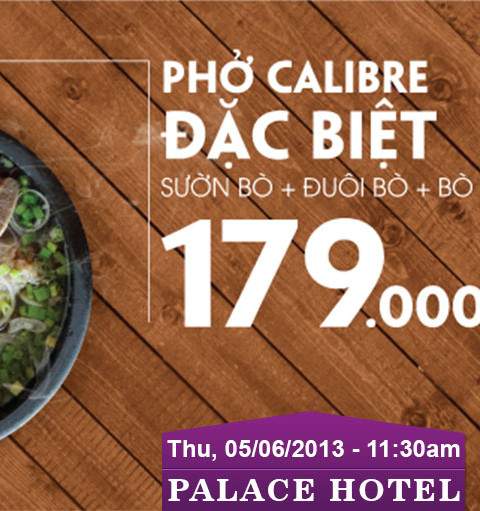 PHỞ CALIBRE
ĐẶC BIỆT
SƯỜN BÒ + ĐUÔI BÒ + BÒ
179.000
Thu, 05/06/2013 - 11:30am
PALACE HOTEL